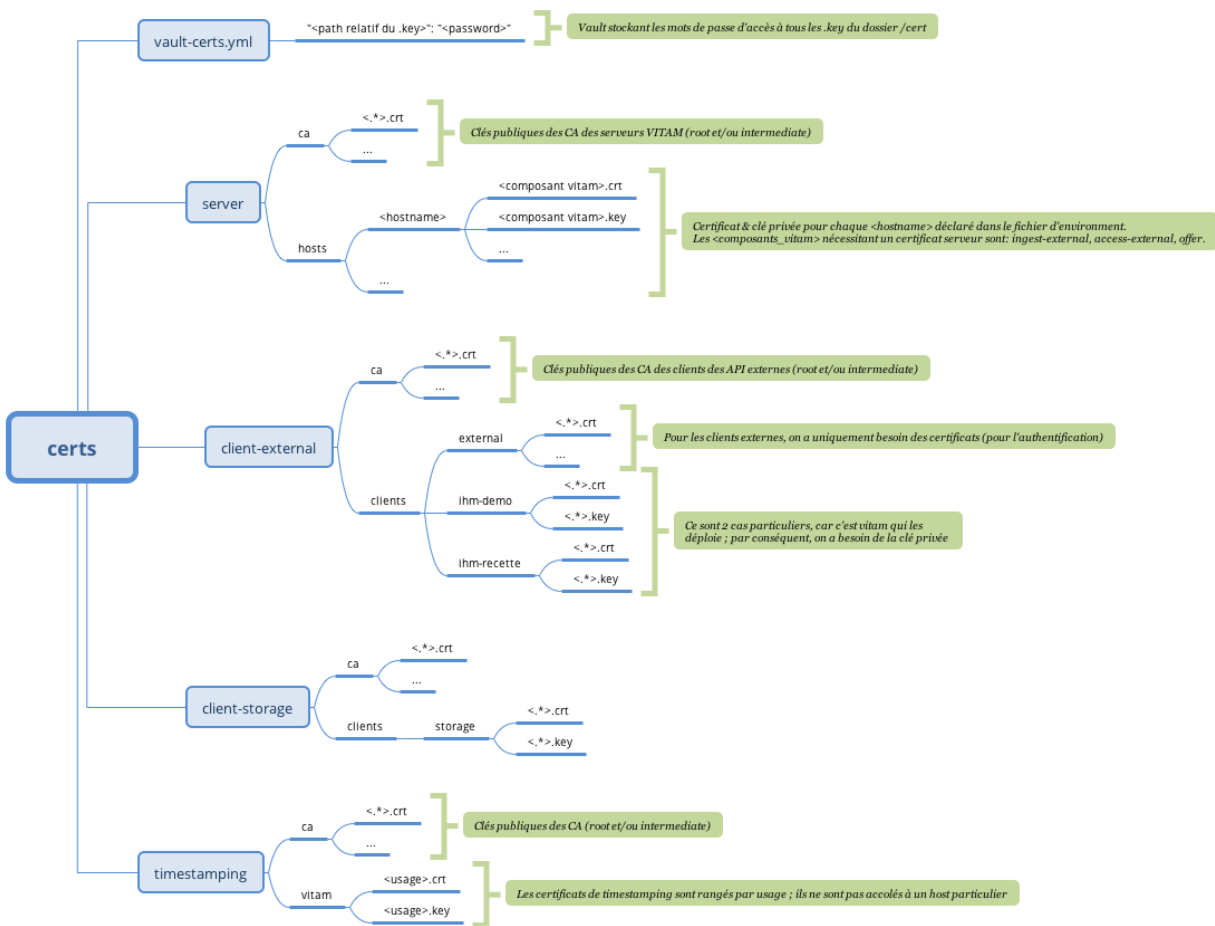 vault-certs.yml
"<path relatif du .key>": "<password>"
Vault stockant les mots de passe d'accès à tous les .key du dossier /cert
server
ca
<.*>.crt
...
Clés publiques des CA des serveurs VITAM (root et/ou intermediate)
hosts
<hostname>
<composant vitam>.crt
<composant vitam>.key
...
...
Certificat & clé privée pour chaque <hostname> déclaré dans le fichier d'environment.
Les <composants_vitam> nécessitant un certificat serveur sont: ingest-external, access-external, offer.
certs
client-external
ca
<.*>.crt
...
Clés publiques des CA des clients des API externes (root et/ou intermediate)
clients
external
<.*>.crt
...
Pour les clients externes, on a uniquement besoin des certificats (pour l'authentification)
ihm-demo
<.*>.crt
<.*>.key
ihm-recette
<.*>.crt
<.*>.key
Ce sont 2 cas particuliers, car c'est vitam qui les
déploie ; par conséquent, on a besoin de la clé privée
client-storage
ca
<.*>.crt
...
clients
storage
<.*>.crt
<.*>.key
timestamping
ca
<.*>.crt
...
Clés publiques des CA (root et/ou intermediate)
vitam
<usage>.crt
<usage>.key
Les certificats de timestamping sont rangés par usage ; ils ne sont pas accolés à un host particulier